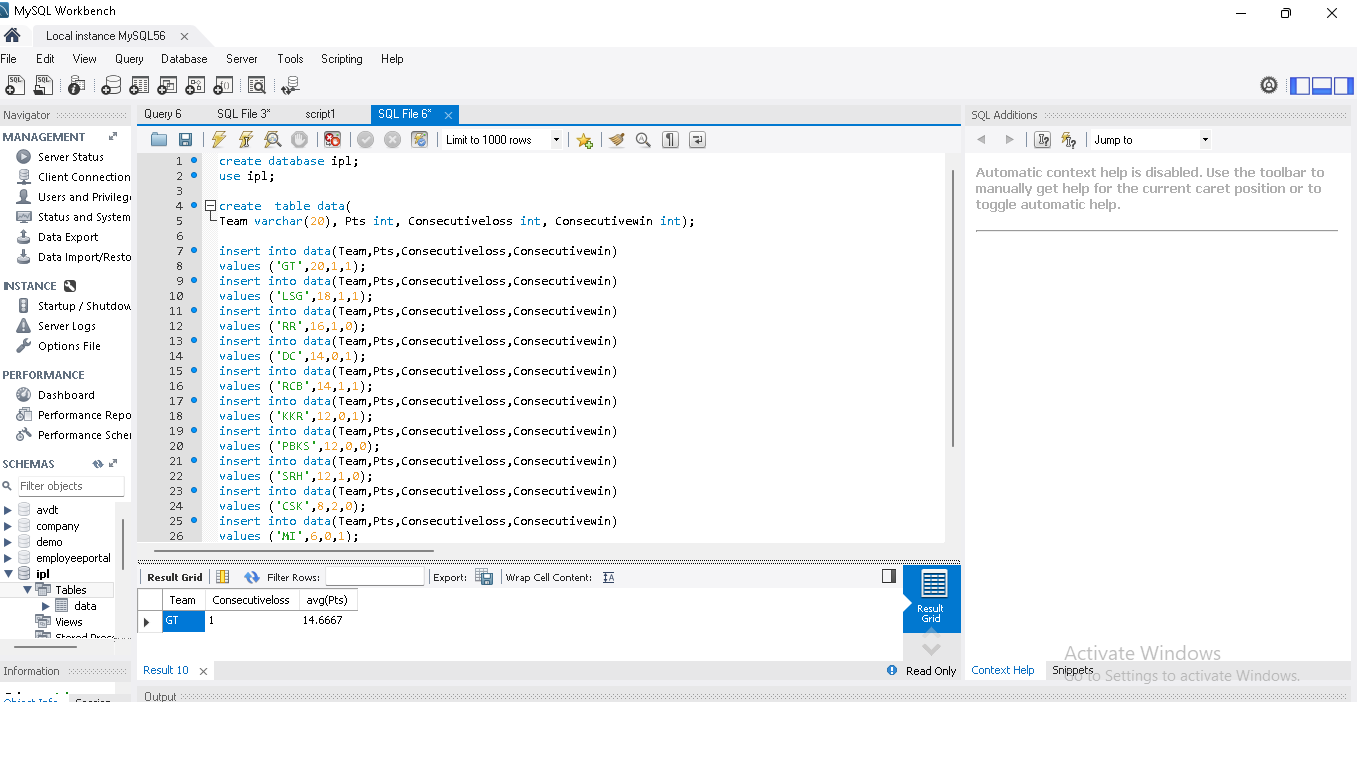 MySQL Workbench
Local instance MySQL56
File Edit View Query Database Server Tools Scripting Help
Navigator
MANAGEMENT
Server Status
Client Connection
Users and Privileg
Status and System
Data Export
Data Import/Resto
INSTANCE
Startup / Shutdow
Server Logs
Options File
PERFORMANCE
Dashboard
Performance Repo
Performance Scher
SCHEMAS
Filter objects
avdt
company
demo
employeeportal
ipl
Tables
data
Views
Information
Query 6 SQL File 3* script1 SQL File 6*
Limit to 1000 rows
1 create database ipl;
2 use ipl;
3
4 create  table data(
5 Team varchar(20), Pts int, Consecutiveloss int, Consecutivewin int);
6
7 insert into data(Team,Pts,Consecutiveloss,Consecutivewin)
8 values ('GT',20,1,1);
9 insert into data(Team,Pts,Consecutiveloss,Consecutivewin)
10 values ('LSG',18,1,1);
11 insert into data(Team,Pts,Consecutiveloss,Consecutivewin)
12 values ('RR',16,1,0);
13 insert into data(Team,Pts,Consecutiveloss,Consecutivewin)
14 values ('DC',14,0,1);
15 insert into data(Team,Pts,Consecutiveloss,Consecutivewin)
16 values ('RCB',14,1,1);
17 insert into data(Team,Pts,Consecutiveloss,Consecutivewin)
18 values ('KKR',12,0,1);
19 insert into data(Team,Pts,Consecutiveloss,Consecutivewin)
20 values ('PBKS',12,0,0);
21 insert into data(Team,Pts,Consecutiveloss,Consecutivewin)
22 values ('SRH',12,1,0);
23 insert into data(Team,Pts,Consecutiveloss,Consecutivewin)
24 values ('CSK',8,2,0);
25 insert into data(Team,Pts,Consecutiveloss,Consecutivewin)
26 values ('MI',6,0,1);
Result Grid Filter Rows: Export: Wrap Cell Content:
Team Consecutiveloss avg(Pts)
GT 1 14.6667
Result
Grid
Result 10
Read Only
Output
SQL Additions
Jump to
Automatic context help is disabled. Use the toolbar to
manually get help for the current caret position or to
toggle automatic help.
Context Help Snippets
Activate Windows
Go to Settings to activate Windows.